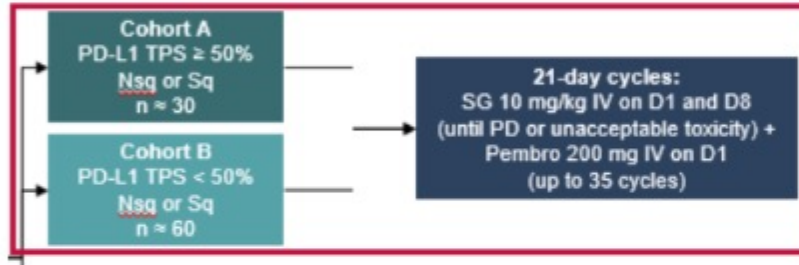 Cohort A
PD-L1 TPS ≥ 50%
Nsq or Sq
n ≈ 30
Cohort B
PD-L1 TPS < 50%
Nsq or Sq
n ≈ 60
21-day cycles:
SG 10 mg/kg IV on D1 and D8
(until PD or unacceptable toxicity) +
Pembro 200 mg IV on D1
(up to 35 cycles)